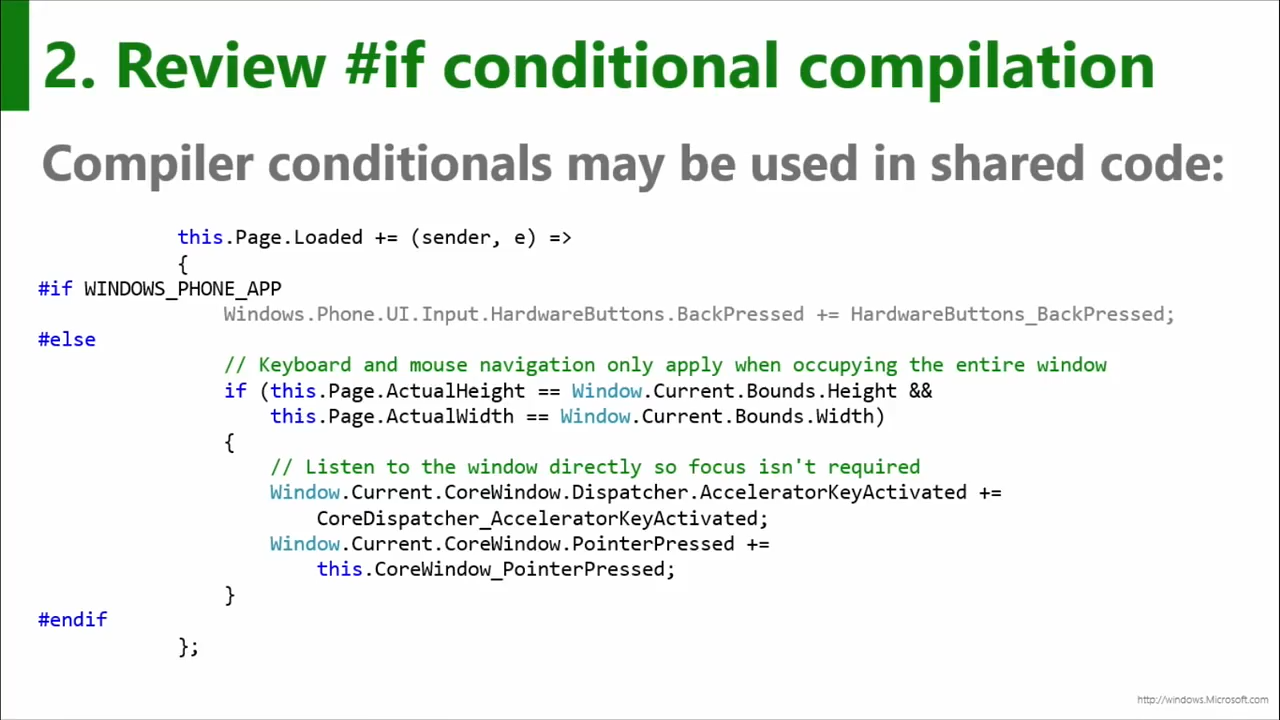 2. Review #if conditional compilation
Compiler conditionals may be used in shared code:
this.Page.Loaded += (sender, e) =>
{
#if WINDOWS_PHONE_APP
Windows.Phone.UI.Input.HardwareButtons.BackPressed += HardwareButtons_BackPressed;
#else
// Keyboard and mouse navigation only apply when occupying the entire window
if (this.Page.ActualHeight == Window.Current.Bounds.Height &&
this.Page.ActualWidth == Window.Current.Bounds.Width)
{
// Listen to the window directly so focus isn't required
Window.Current.CoreWindow.Dispatcher.AcceleratorKeyActivated +=
CoreDispatcher_AcceleratorKeyActivated;
Window.Current.CoreWindow.PointerPressed +=
this.CoreWindow_PointerPressed;
}
#endif
};
http://windows.Microsoft.com